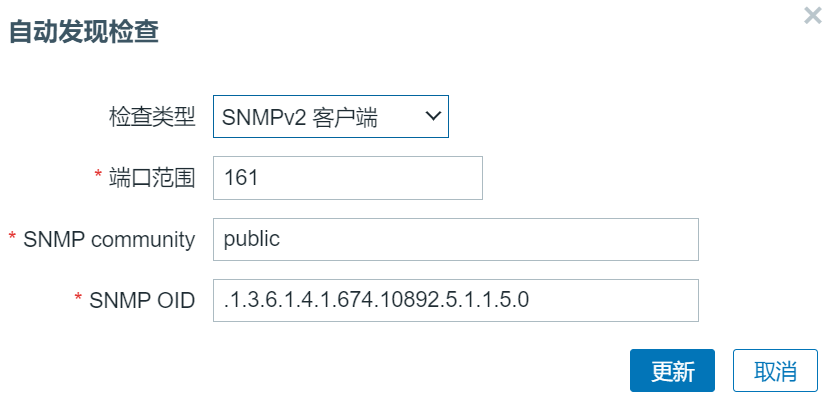 自动发现检查
检查类型 SNMPv2 客户端
* 端口范围 161
* SNMP community public
* SNMP OID .1.3.6.1.4.1.674.10892.5.1.1.5.0
更新 取消